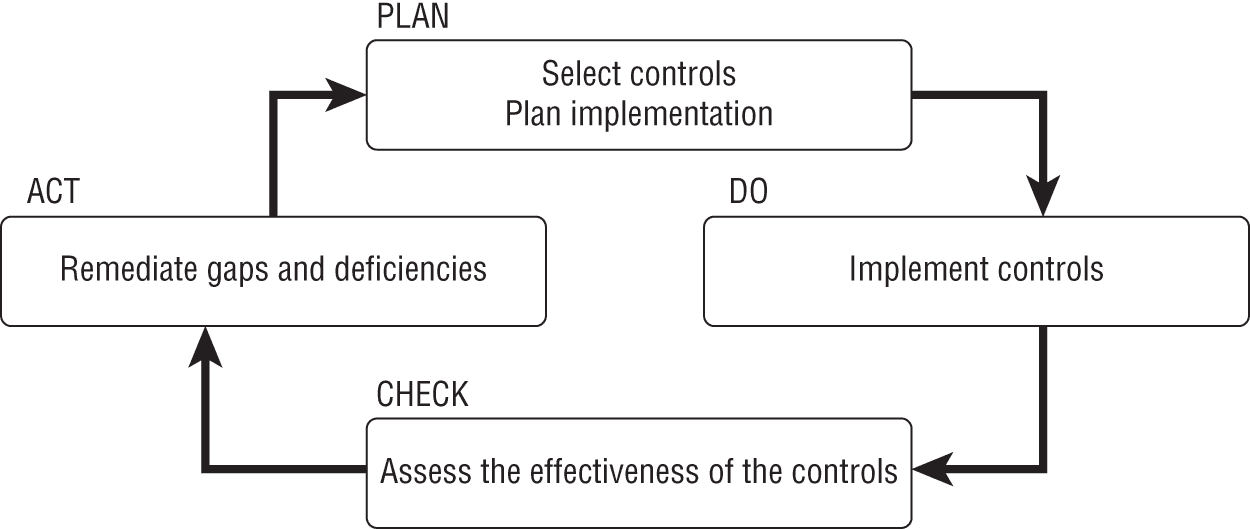 PLAN
Select controls
Plan implementation
ACT
Remediate gaps and deficiencies
DO
Implement controls
CHECK
Assess the effectiveness of the controls